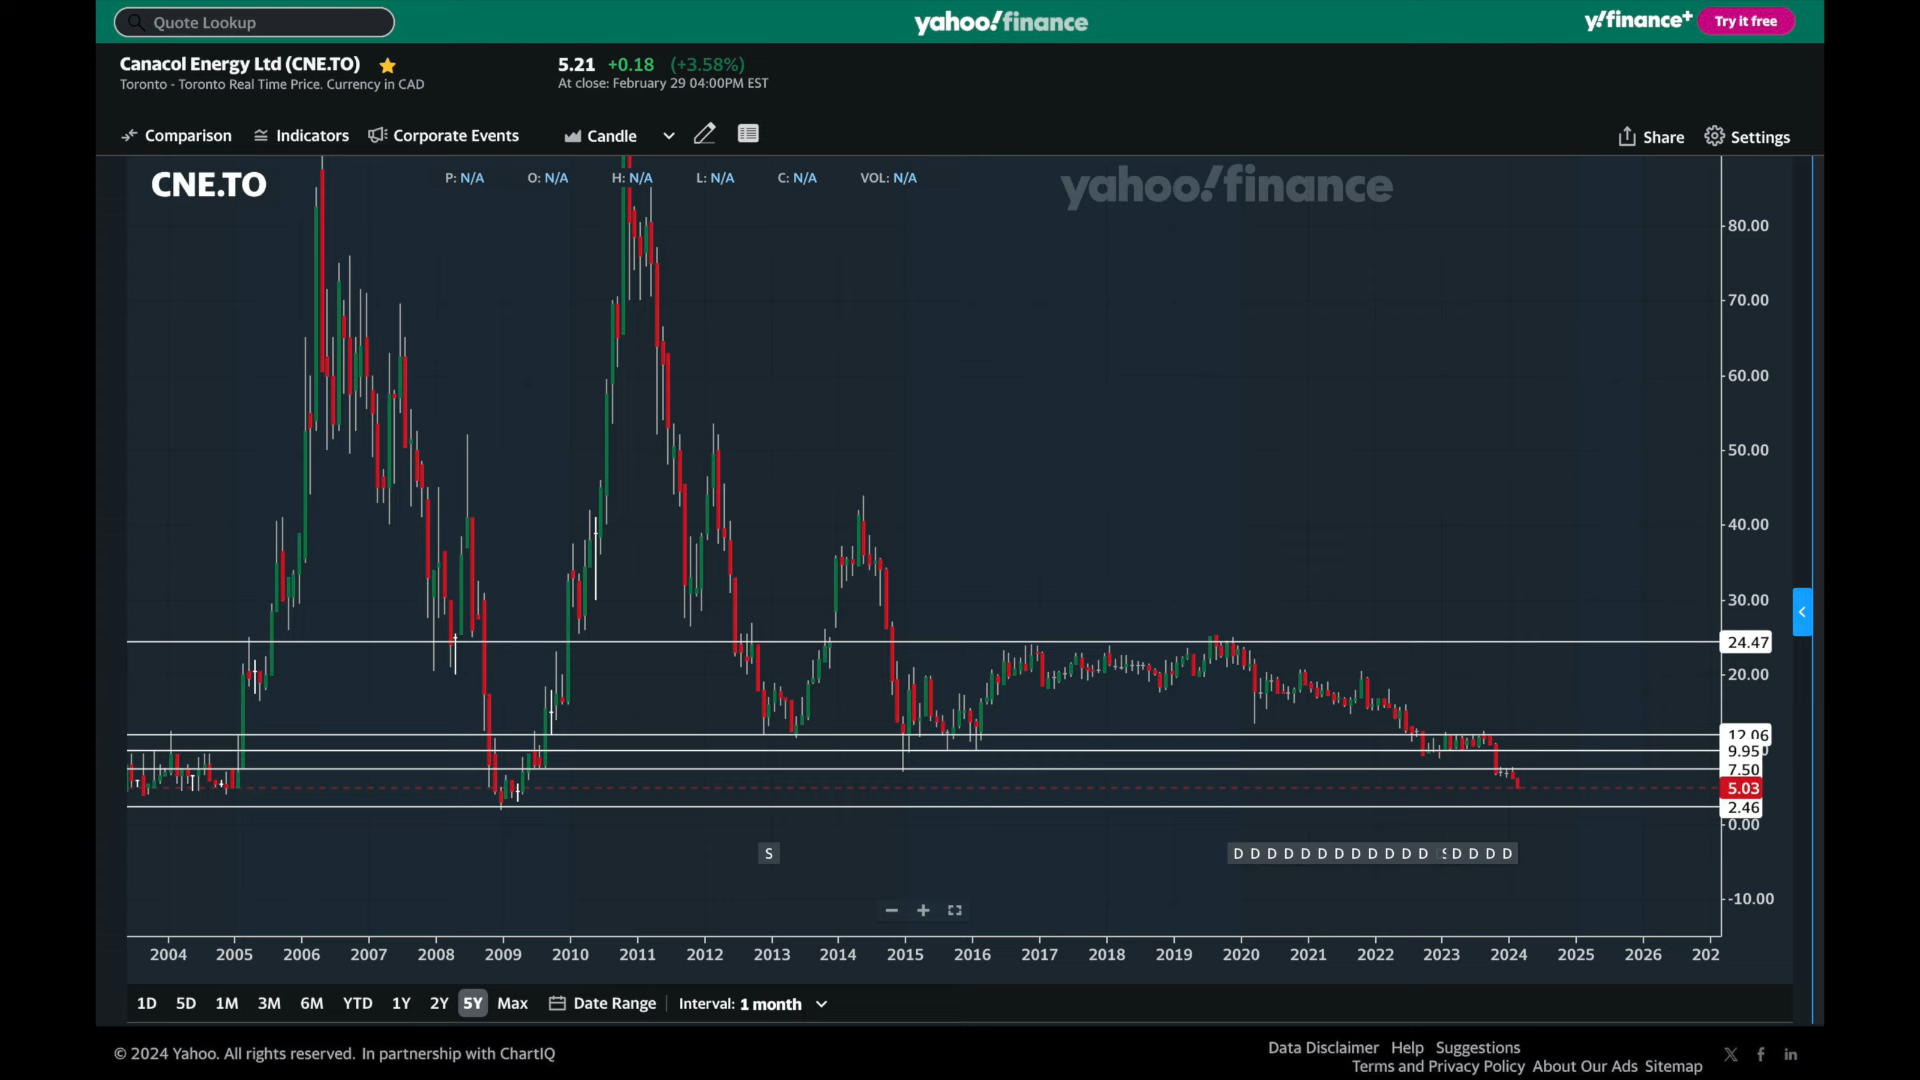 Quote Lookup
yahoo!finance
y!finance+
Try it free
Canacol Energy Ltd (CNE.TO)
5.21 +0.18 (+3.58%)
Toronto - Toronto Real Time Price. Currency in CAD
At close: February 29 04:00PM EST
Comparison Indicators Corporate Events Candle
Share Settings
CNE.TO
P: N/A O: N/A H: N/A L: N/A C: N/A VOL: N/A
yahoo!finance
80.00
70.00
60.00
50.00
40.00
30.00
24.47
20.00
12.06
9.95
7.50
5.03
2.46
0.00
S
D D D D D D D D D D D D S D D D D
-10.00
2004 2005 2006 2007 2008 2009 2010 2011 2012 2013 2014 2015 2016 2017 2018 2019 2020 2021 2022 2023 2024 2025 2026 202
1D 5D 1M 3M 6M YTD 1Y 2Y 5Y Max Date Range Interval: 1 month
© 2024 Yahoo. All rights reserved. In partnership with ChartIQ
Data Disclaimer Help Suggestions
Terms and Privacy Policy About Our Ads Sitemap